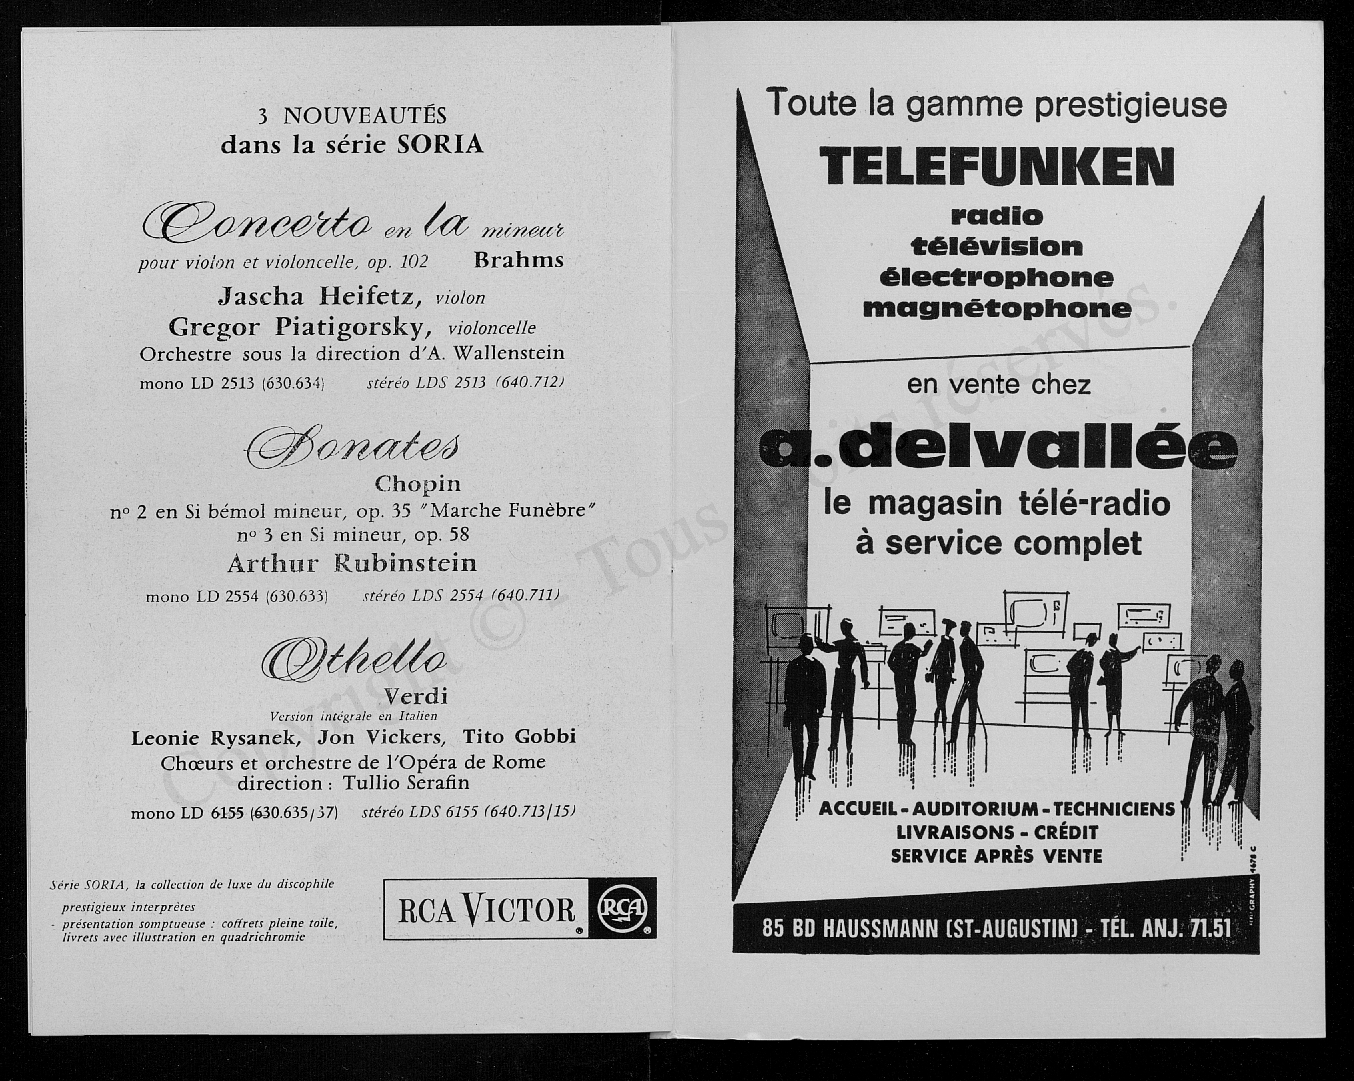 3 NOUVEAUTÉS
dans la série SORIA
Concerto en la mineur
pour violon et violoncelle, op. 102 Brahms
Jascha Heifetz, violon
Gregor Piatigorsky, violoncelle
Orchestre sous la direction d'A. Wallenstein
mono LD 2513 (630.634) stéréo LDS 2513 (640.712)
Sonates
Chopin
nº 2 en Si bémol mineur, op. 35 "Marche Funèbre"
nº 3 en Si mineur, op. 58
Arthur Rubinstein
mono LD 2554 (630.633) stéréo LDS 2554 (640.711)
Othello
Verdi
Version intégrale en Italien
Leonie Rysanek, Jon Vickers, Tito Gobbi
Chœurs et orchestre de l'Opéra de Rome
direction : Tullio Serafin
mono LD 6155 (630.635/37) stéréo LDS 6155 (640.713/15)
Série SORIA, la collection de luxe du discophile
prestigieux interprètes
- présentation somptueuse : coffrets pleine toile,
livrets avec illustration en quadrichromie
RCA VICTOR ® RCA ®
Toute la gamme prestigieuse
TELEFUNKEN
radio
télévision
électrophone
magnétophone
en vente chez
a.delvallée
le magasin télé-radio
à service complet
ACCUEIL - AUDITORIUM - TECHNICIENS
LIVRAISONS - CRÉDIT
SERVICE APRÈS VENTE
4678 C
85 BD HAUSSMANN (ST-AUGUSTIN) - TÉL. ANJ. 71.51
Copyright © - Tous droits réservés.